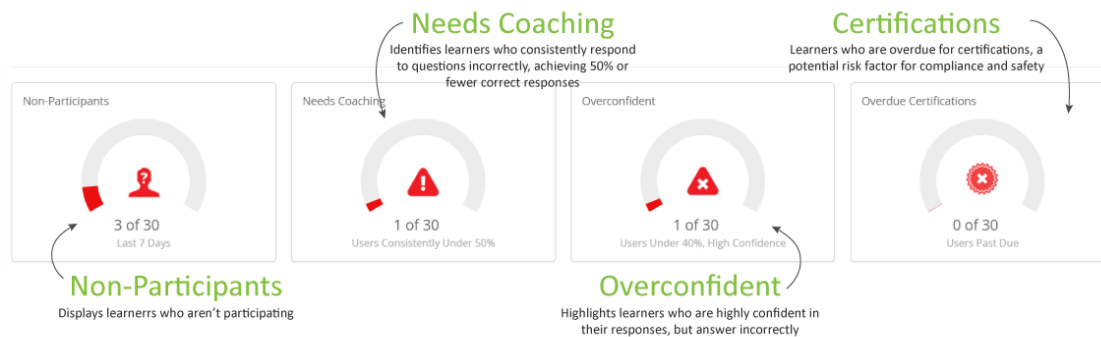 Needs Coaching
Identifies learners who consistently respond
to questions incorrectly, achieving 50% or
fewer correct responses
Certifications
Learners who are overdue for certifications, a
potential risk factor for compliance and safety
Non-Participants
3 of 30
Last 7 Days
Needs Coaching
!
1 of 30
Users Consistently Under 50%
Overconfident
1 of 30
Users Under 40%, High Confidence
Overdue Certifications
0 of 30
Users Past Due
?
Non-Participants
Displays learnerrs who aren’t participating
Overconfident
Highlights learners who are highly confident in
their responses, but answer incorrectly